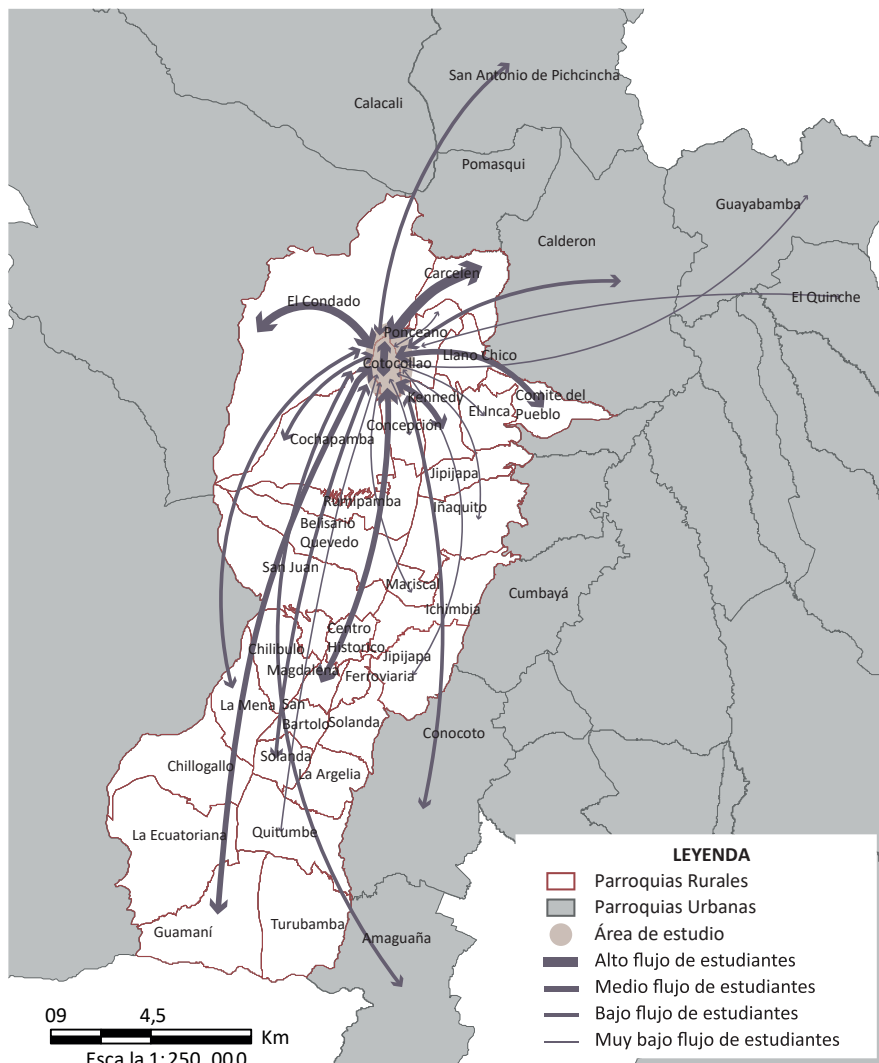 San Antonio de Pichcincha
Calacali
Pomasqui
Guayabamba
Calderon
Carcelen
El Condado
El Quinche
Ponceano
Llano Chico
Cotocollao
Kennedy
Comite del
Pueblo
El Inca
Concepción
Cochapamba
Jipijapa
Rumipamba
Iñaquito
Belisario
Quevedo
San Juan
Mariscal
Cumbayá
Ichimbia
Centro
Historico
Chilibulo
Jipijapa
Magdalena
Ferroviaria
La Mena
San
Bartolo
Solanda
Conocoto
Solanda
Chillogallo
La Argelia
La Ecuatoriana
Quitumbe
Guamaní
Turubamba
Amaguaña
LEYENDA
Parroquias Rurales
Parroquias Urbanas
Área de estudio
Alto flujo de estudiantes
Medio flujo de estudiantes
Bajo flujo de estudiantes
Muy bajo flujo de estudiantes
09 4,5
Km
Esca la 1: 250. 000